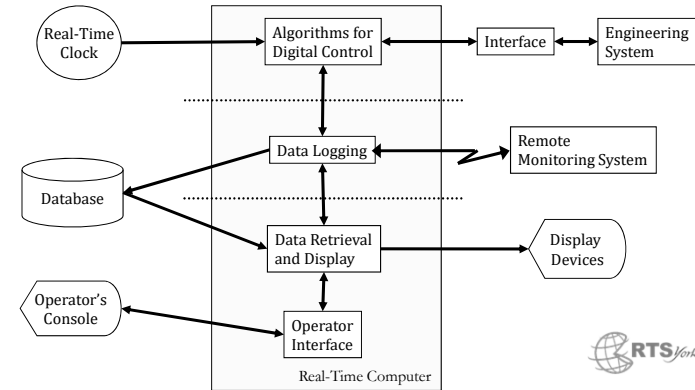 Real-Time
Clock
Algorithms for
Digital Control
Interface
Engineering
System
Data Logging
Remote
Monitoring System
Database
Data Retrieval
and Display
Display
Devices
Operator's
Console
Operator
Interface
Real-Time Computer
RTS York